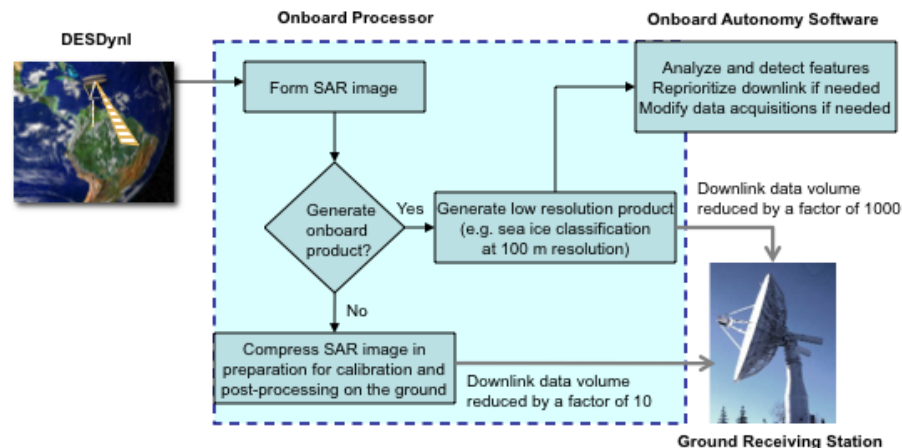 Onboard Processor
Onboard Autonomy Software
DESDynI
Form SAR image
Analyze and detect features
Reprioritize downlink if needed
Modify data acquisitions if needed
Generate
onboard
product?
Yes
Generate low resolution product
(e.g. sea ice classification
at 100 m resolution)
Downlink data volume
reduced by a factor of 1000
No
Compress SAR image in
preparation for calibration and
post-processing on the ground
Downlink data volume
reduced by a factor of 10
Ground Receiving Station